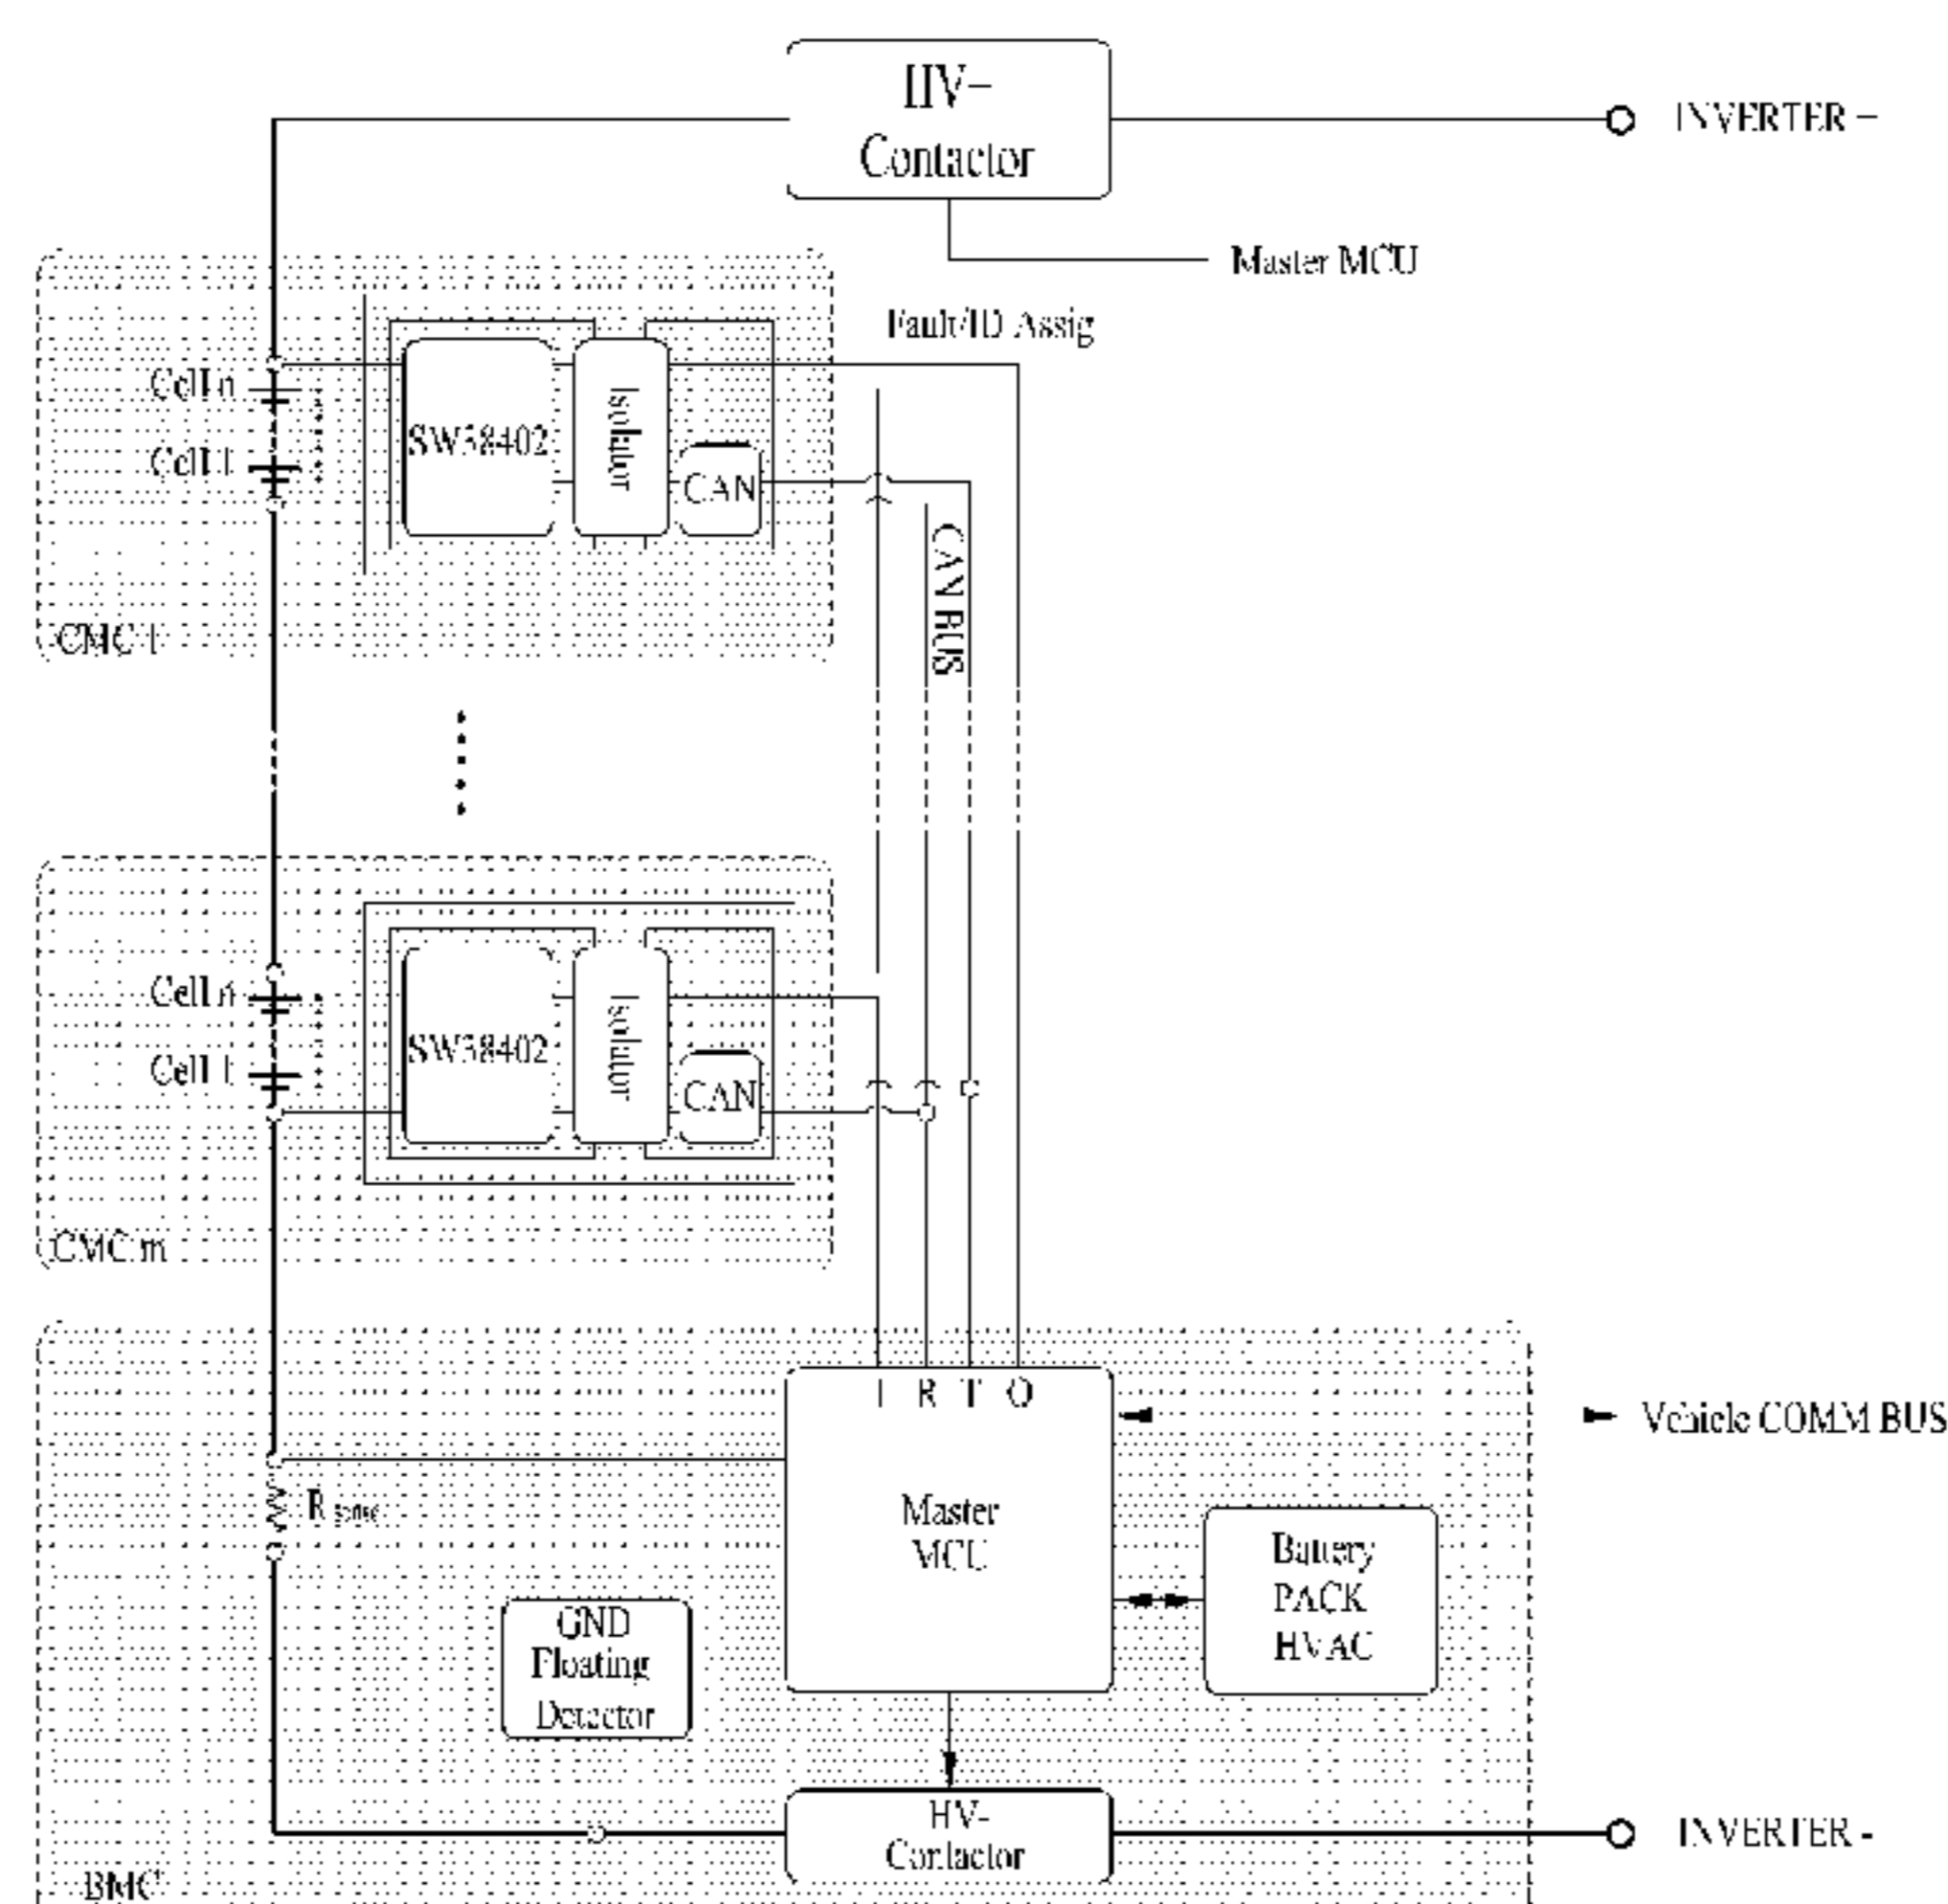 HV-
Contactor
INVERTER -
Master MCU
Fault/ID Assig
Cell n
Cell 1
SW38402
Isolator
CAN
CAN BUS
CMC 1
Cell n
Cell 1
SW38402
Isolator
CAN
CMC m
I R T O
Vehicle COMM BUS
R sense
Master
MCU
Battery
PACK
HVAC
GND
Floating
Detactor
HV-
Contactor
INVERTER -
BMC